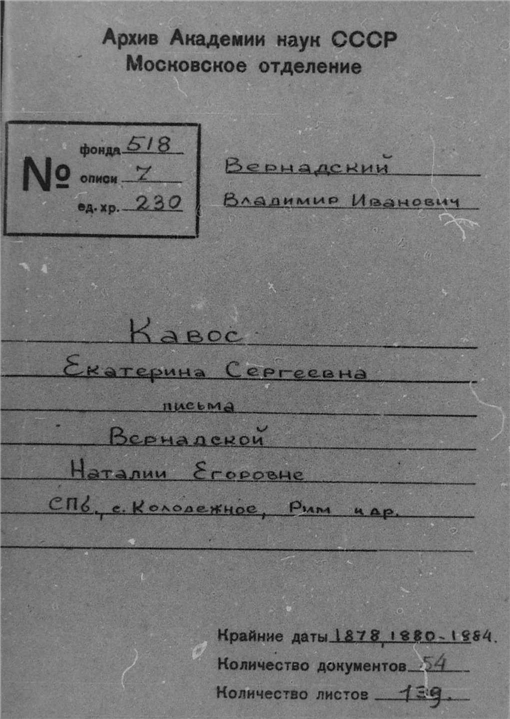 Архив Академии наук СССР
Московское отделение
№
фонда 518
описи 7
ед. хр. 230
Вернадский
Владимир Иванович
Кавос
Екатерина Сергеевна
письма
Вернадской
Наталии Егоровне
СПб., с. Колодежное, Рим и др.
Крайние даты 1878, 1880-1884.
Количество документов 54
Количество листов 139.